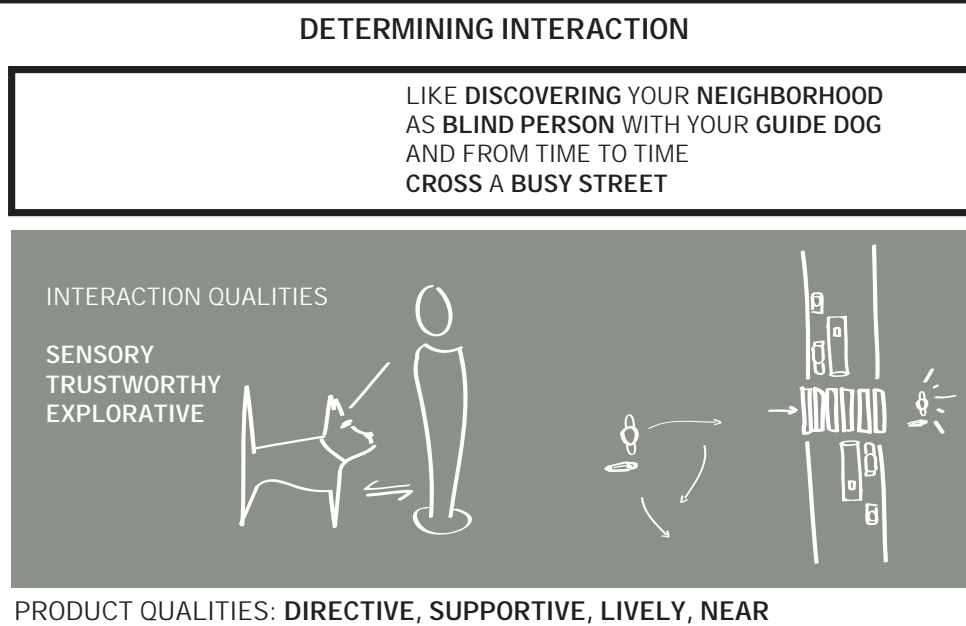 DETERMINING INTERACTION
LIKE DISCOVERING YOUR NEIGHBORHOOD
AS BLIND PERSON WITH YOUR GUIDE DOG
AND FROM TIME TO TIME
CROSS A BUSY STREET
INTERACTION QUALITIES
SENSORY
TRUSTWORTHY
EXPLORATIVE
PRODUCT QUALITIES: DIRECTIVE, SUPPORTIVE, LIVELY, NEAR